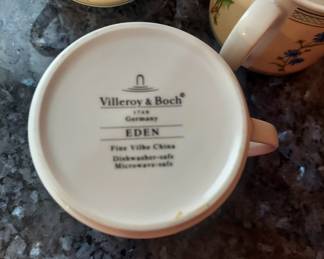 Villeroy & Boch®
1748
Germany
EDEN
Fine Vilbo China
Dishwasher-safe
Microwave-safe